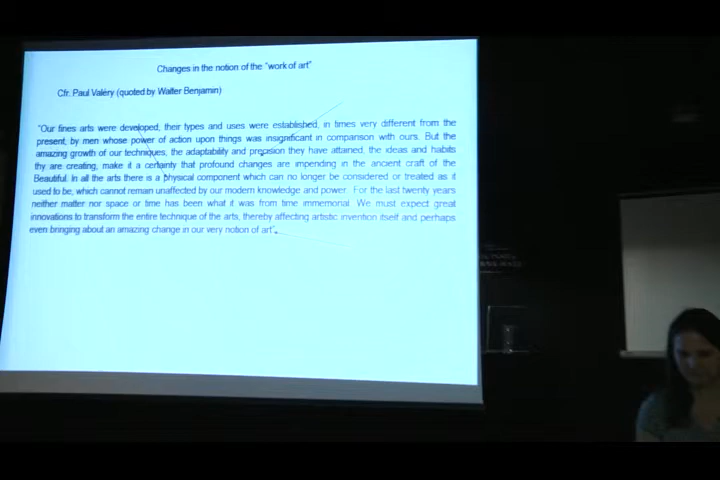 Changes in the notion of the "work of art"
Cfr. Paul Valéry (quoted by Walter Benjamin)
"Our fines arts were developed, their types and uses were established, in times very different from the
present, by men whose power of action upon things was insignificant in comparison with ours. But the
amazing growth of our techniques, the adaptability and precision they have attained, the ideas and habits
thy are creating, make it a certainty that profound changes are impending in the ancient craft of the
Beautiful. In all the arts there is a physical component which can no longer be considered or treated as it
used to be, which cannot remain unaffected by our modern knowledge and power. For the last twenty years
neither matter nor space or time has been what it was from time immemorial. We must expect great
innovations to transform the entire technique of the arts, thereby affecting artistic invention itself and perhaps
even bringing about an amazing change in our very notion of art".